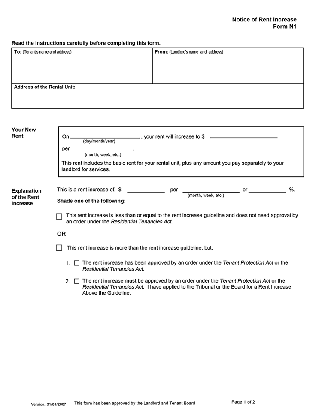 Notice of Rent Increase
Form N1
Read the instructions carefully before completing this form.
To: (Tenant's name and address)
From: (Landlord's name and address)
Address of the Rental Unit:
Your New
Rent
On , your rent will increase to $
(day/month/year)
per .
(month, week, etc.)
This rent includes the basic rent for your rental unit, plus any amount you pay separately to your
landlord for services.
Explanation
of the Rent
Increase
This is a rent increase of: $ per or %.
(month, week, etc.)
Shade one of the following:
This rent increase is less than or equal to the rent increase guideline and does not need approval by
an order under the Residential Tenancies Act.
OR
This rent increase is more than the rent increase guideline, but:
1. The rent increase has been approved by an order under the Tenant Protection Act or the
Residential Tenancies Act.
2. The rent increase must be approved by an order under the Tenant Protection Act or the
Residential Tenancies Act. I have applied to the Tribunal or the Board for a Rent Increase
Above the Guideline.
Version.
This form has been approved by the Landlord and Tenant Board
Page 1 of 2